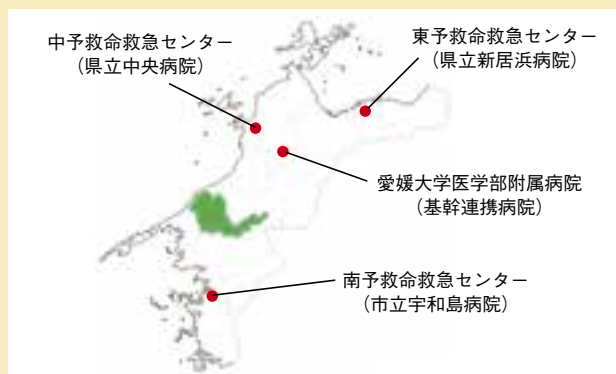 中予救命救急センター
（県立中央病院）
東予救命救急センター
（県立新居浜病院）
愛媛大学医学部附属病院
（基幹連携病院）
南予救命救急センター
（市立宇和島病院）